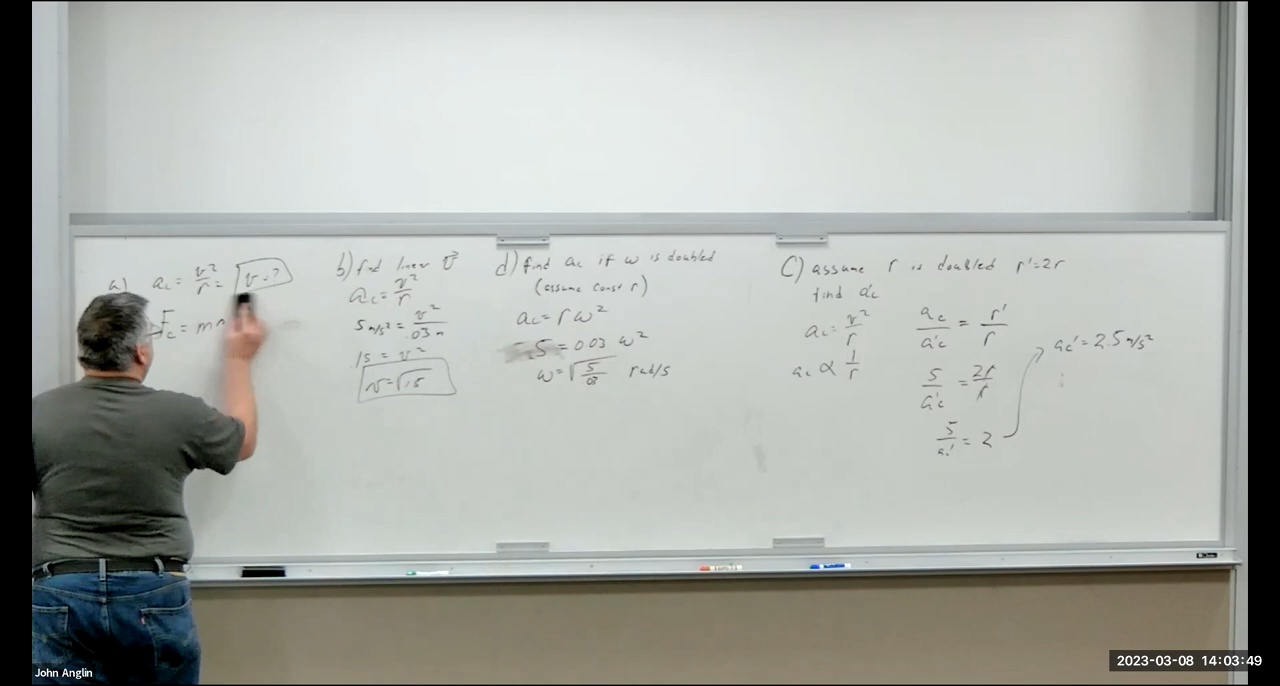 a) ac = v²/r = v = ?
Fc = m
b) find linear v⃗
ac = v²/r
5 m/s² = v²/.03 m
.15 = v²
v = √.15
d) find ac if ω is doubled
(assume const r)
ac = r ω²
5 = 0.03 ω²
ω = √5/.03 rad/s
C) assume r is doubled r' = 2r
find a'c
ac = v²/r
ac ∝ 1/r
ac/a'c = r'/r
5/a'c = 2r/r
5/ac' = 2
ac' = 2.5 m/s²
John Anglin
2023-03-08 14:03:49